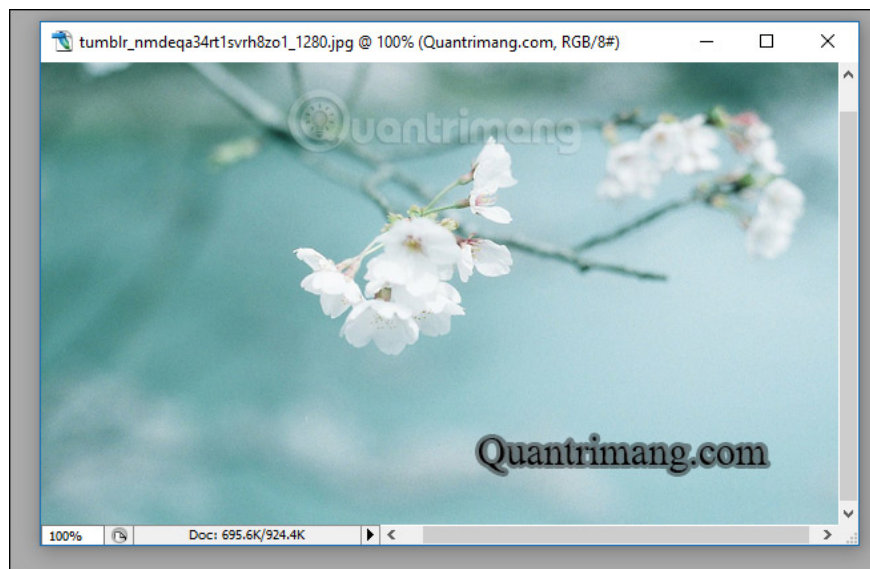 tumblr_nmdeqa34rt1svrh8zo1_1280.jpg @ 100% (Quantrimang.com, RGB/8#)
Quantrimang
Quantrimang.com
100%
Doc: 695.6K/924.4K